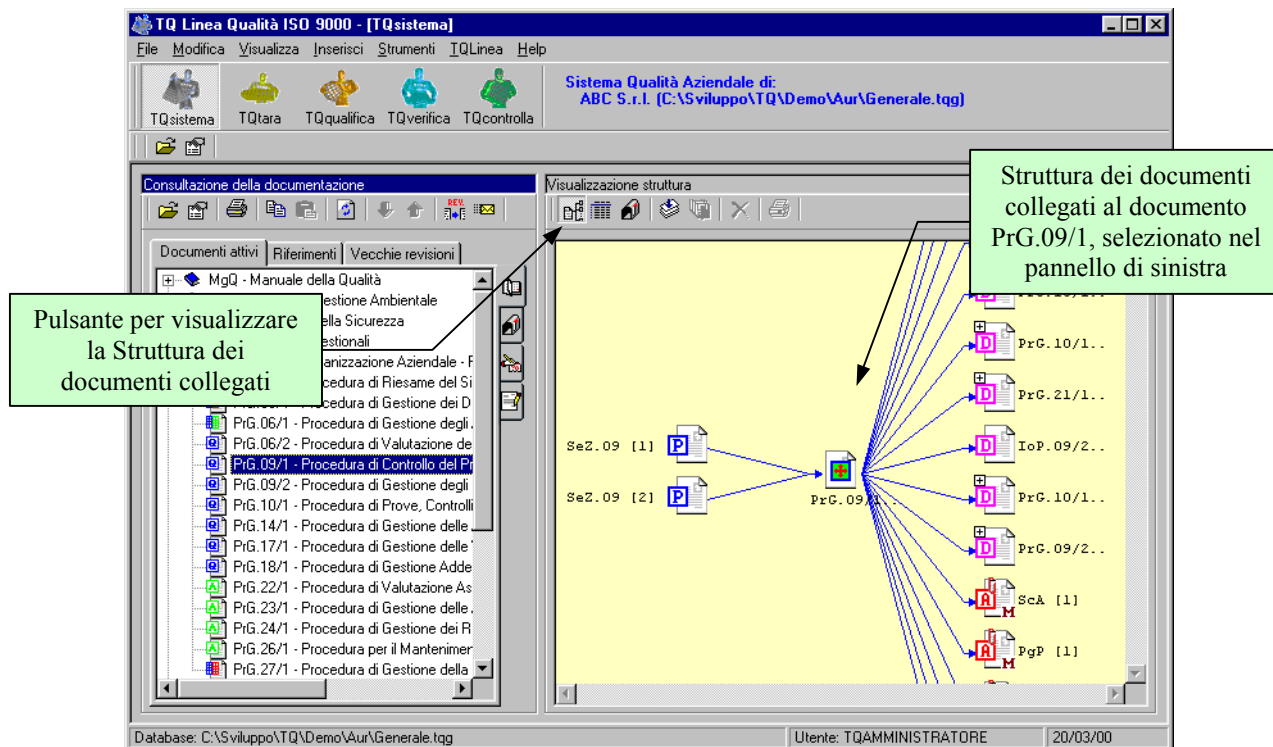 TQ Linea Qualità ISO 9000 - [TQsistema]
File Modifica Visualizza Inserisci Strumenti TQLinea Help
TQsistema TQtara TQqualifica TQverifica TQcontrolla
Sistema Qualità Aziendale di:
ABC S.r.l. (C:\Sviluppo\TQ\Demo\Aur\Generale.tqg)
Consultazione della documentazione
REV.
Documenti attivi Riferimenti Vecchie revisioni
MgQ - Manuale della Qualità
estione Ambientale
ella Sicurezza
estionali
anizzazione Aziendale - F
cedura di Riesame del Si
Procedura di Gestione dei D
PrG.06/1 - Procedura di Gestione degli
PrG.06/2 - Procedura di Valutazione de
PrG.09/1 - Procedura di Controllo del Pr
PrG.09/2 - Procedura di Gestione degli
PrG.10/1 - Procedura di Prove, Controlli
PrG.14/1 - Procedura di Gestione delle
PrG.17/1 - Procedura di Gestione delle
PrG.18/1 - Procedura di Gestione Adde
PrG.22/1 - Procedura di Valutazione As
PrG.23/1 - Procedura di Gestione delle
PrG.24/1 - Procedura di Gestione dei R
PrG.26/1 - Procedura per il Mantenimer
PrG.27/1 - Procedura di Gestione della
Pulsante per visualizzare
la Struttura dei
documenti collegati
Visualizzazione struttura
Struttura dei documenti
collegati al documento
PrG.09/1, selezionato nel
pannello di sinistra
SeZ.09 [1] P
SeZ.09 [2] P
PrG.09/1..
D
D PrG.10/1..
D PrG.21/1..
D IoP.09/2..
D PrG.10/1..
D PrG.09/2..
A M ScA [1]
A M PgP [1]
Database: C:\Sviluppo\TQ\Demo\Aur\Generale.tqg
Utente: TQAMMINISTRATORE
20/03/00